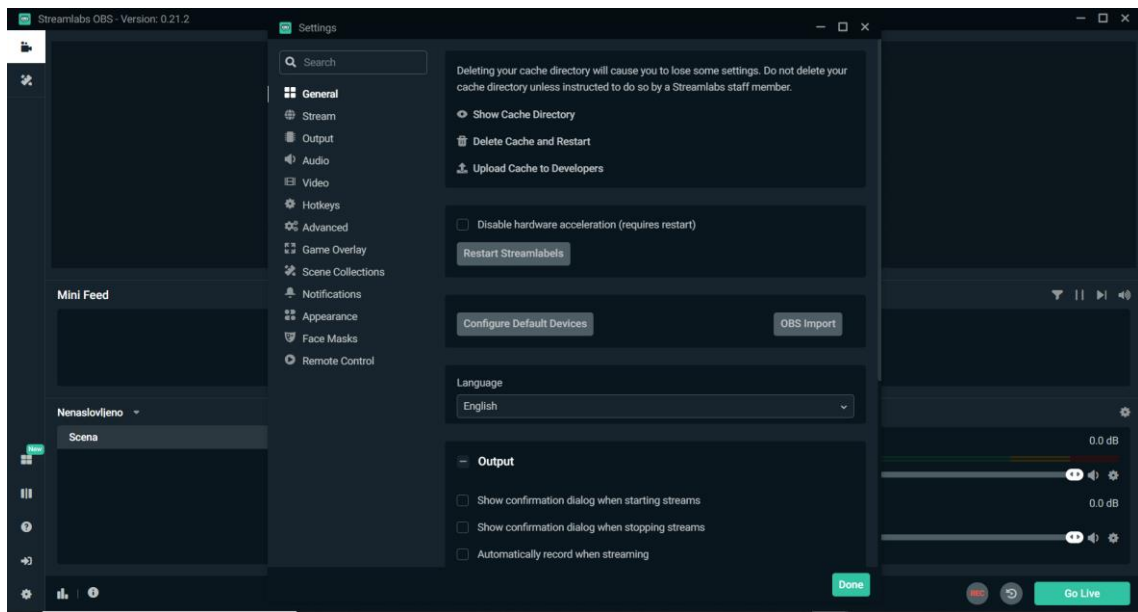 Streamlabs OBS - Version: 0.21.2
Settings
Search
General
Stream
Output
Audio
Video
Hotkeys
Advanced
Game Overlay
Scene Collections
Notifications
Appearance
Face Masks
Remote Control
Deleting your cache directory will cause you to lose some settings. Do not delete your
cache directory unless instructed to do so by a Streamlabs staff member.
Show Cache Directory
Delete Cache and Restart
Upload Cache to Developers
Disable hardware acceleration (requires restart)
Restart Streamlabels
Configure Default Devices
OBS Import
Language
English
Output
Show confirmation dialog when starting streams
Show confirmation dialog when stopping streams
Automatically record when streaming
Done
Mini Feed
Nenaslovljeno
Scena
New
0.0 dB
0.0 dB
REC
Go Live